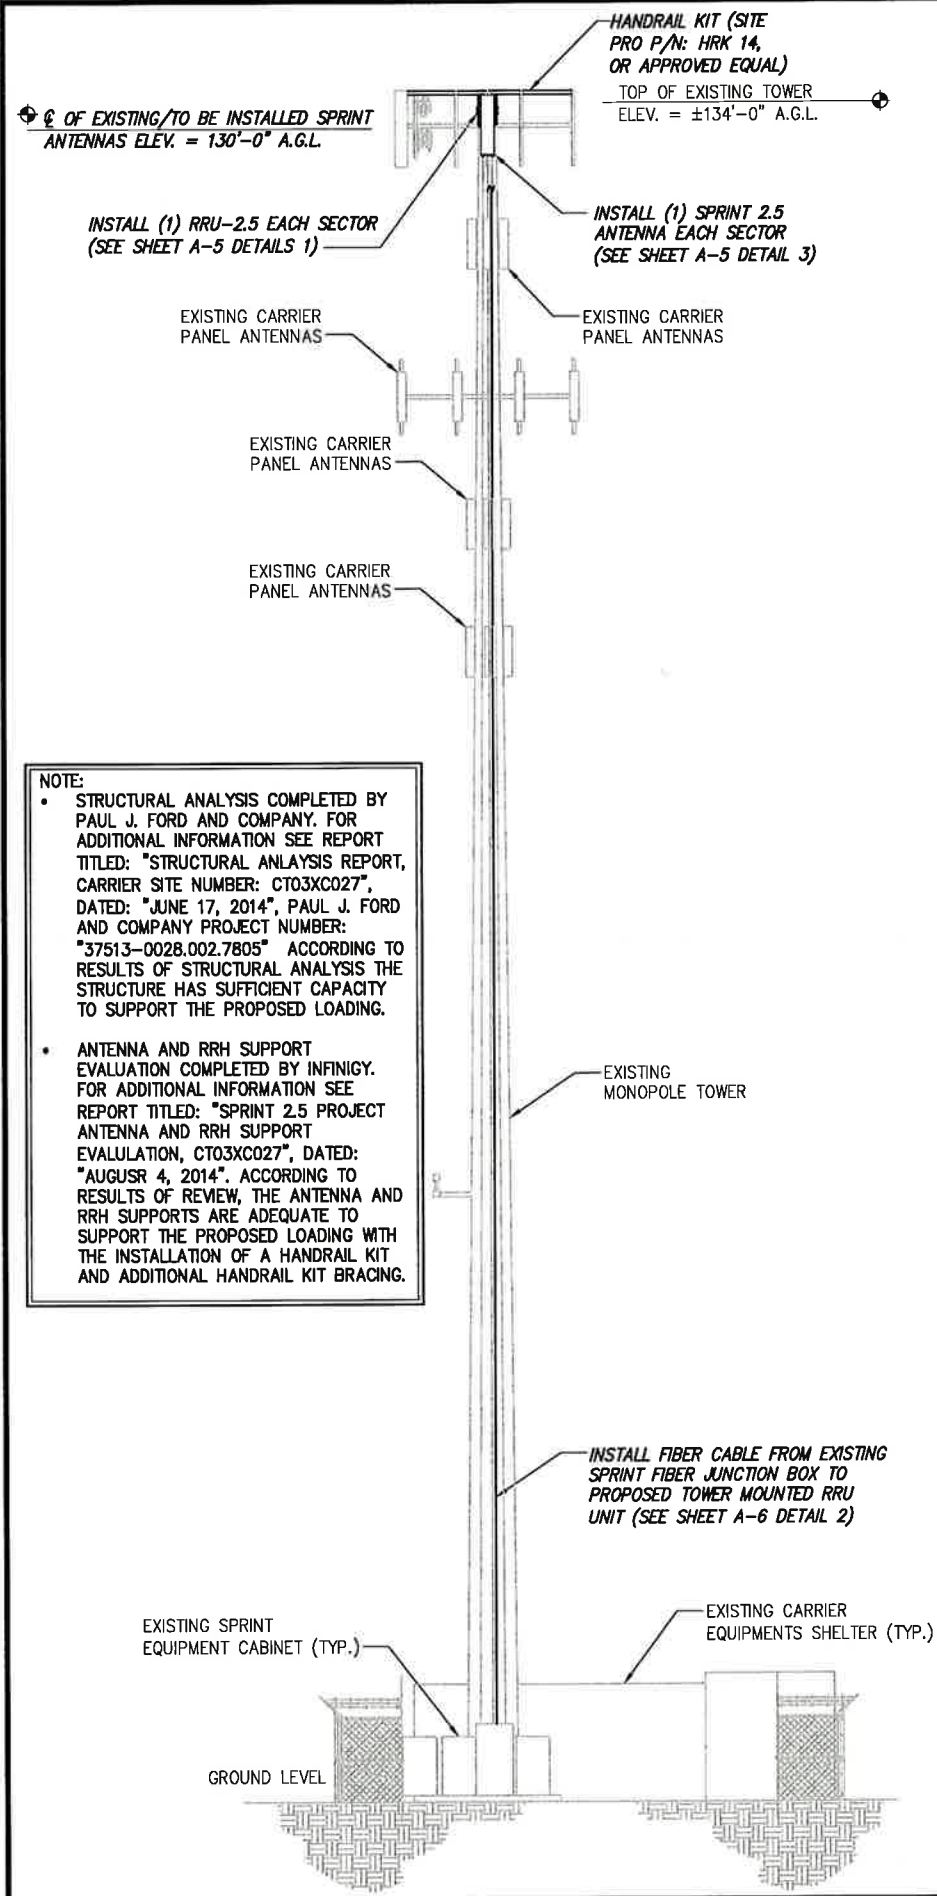 HANDRAIL KIT (SITE
PRO P/N: HRK 14,
OR APPROVED EQUAL)
TOP OF EXISTING TOWER
ELEV. = ±134'-0" A.G.L.
℄ OF EXISTING/TO BE INSTALLED SPRINT
ANTENNAS ELEV. = 130'-0" A.G.L.
INSTALL (1) RRU-2.5 EACH SECTOR
(SEE SHEET A-5 DETAILS 1)
INSTALL (1) SPRINT 2.5
ANTENNA EACH SECTOR
(SEE SHEET A-5 DETAIL 3)
EXISTING CARRIER
PANEL ANTENNAS
EXISTING CARRIER
PANEL ANTENNAS
EXISTING CARRIER
PANEL ANTENNAS
EXISTING CARRIER
PANEL ANTENNAS
NOTE:
• STRUCTURAL ANALYSIS COMPLETED BY
PAUL J. FORD AND COMPANY. FOR
ADDITIONAL INFORMATION SEE REPORT
TITLED: "STRUCTURAL ANLAYSIS REPORT,
CARRIER SITE NUMBER: CT03XC027",
DATED: "JUNE 17, 2014", PAUL J. FORD
AND COMPANY PROJECT NUMBER:
"37513-0028.002.7805" ACCORDING TO
RESULTS OF STRUCTURAL ANALYSIS THE
STRUCTURE HAS SUFFICIENT CAPACITY
TO SUPPORT THE PROPOSED LOADING.
• ANTENNA AND RRH SUPPORT
EVALUATION COMPLETED BY INFINIGY.
FOR ADDITIONAL INFORMATION SEE
REPORT TITLED: "SPRINT 2.5 PROJECT
ANTENNA AND RRH SUPPORT
EVALULATION, CT03XC027", DATED:
"AUGUSR 4, 2014". ACCORDING TO
RESULTS OF REVIEW, THE ANTENNA AND
RRH SUPPORTS ARE ADEQUATE TO
SUPPORT THE PROPOSED LOADING WITH
THE INSTALLATION OF A HANDRAIL KIT
AND ADDITIONAL HANDRAIL KIT BRACING.
EXISTING
MONOPOLE TOWER
INSTALL FIBER CABLE FROM EXISTING
SPRINT FIBER JUNCTION BOX TO
PROPOSED TOWER MOUNTED RRU
UNIT (SEE SHEET A-6 DETAIL 2)
EXISTING SPRINT
EQUIPMENT CABINET (TYP.)
EXISTING CARRIER
EQUIPMENTS SHELTER (TYP.)
GROUND LEVEL